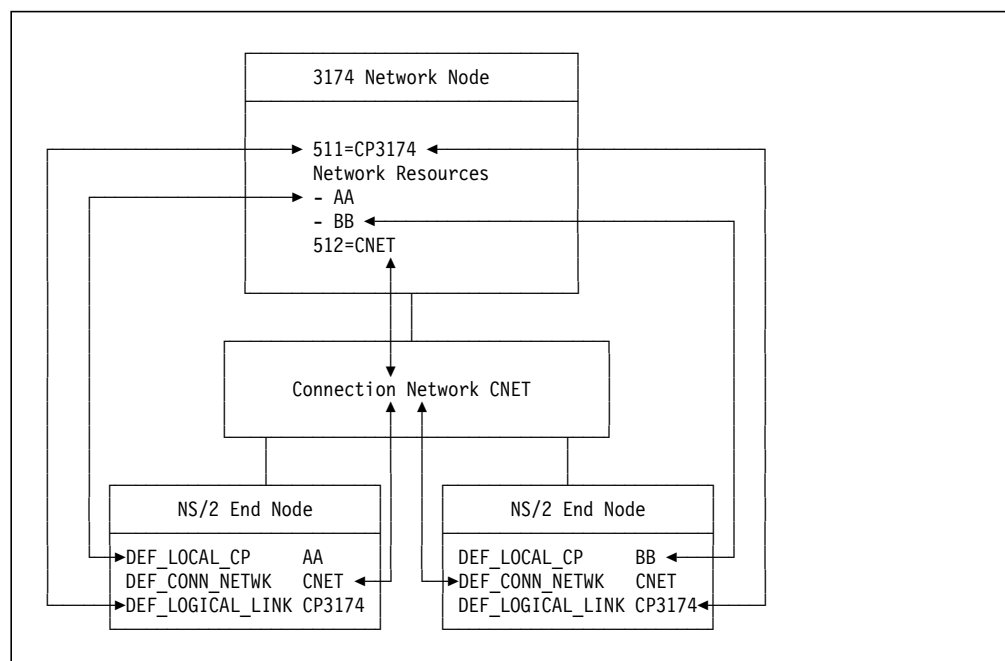 3174 Network Node
511=CP3174
Network Resources
- AA
- BB
512=CNET
Connection Network CNET
NS/2 End Node
DEF_LOCAL_CP AA
DEF_CONN_NETWK CNET
DEF_LOGICAL_LINK CP3174
NS/2 End Node
DEF_LOCAL_CP BB
DEF_CONN_NETWK CNET
DEF_LOGICAL_LINK CP3174